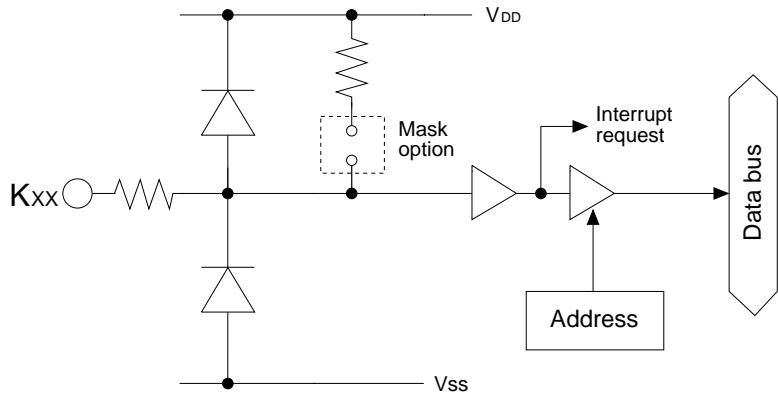 VDD
Mask
option
Interrupt
request
KXX
Data bus
Address
Vss